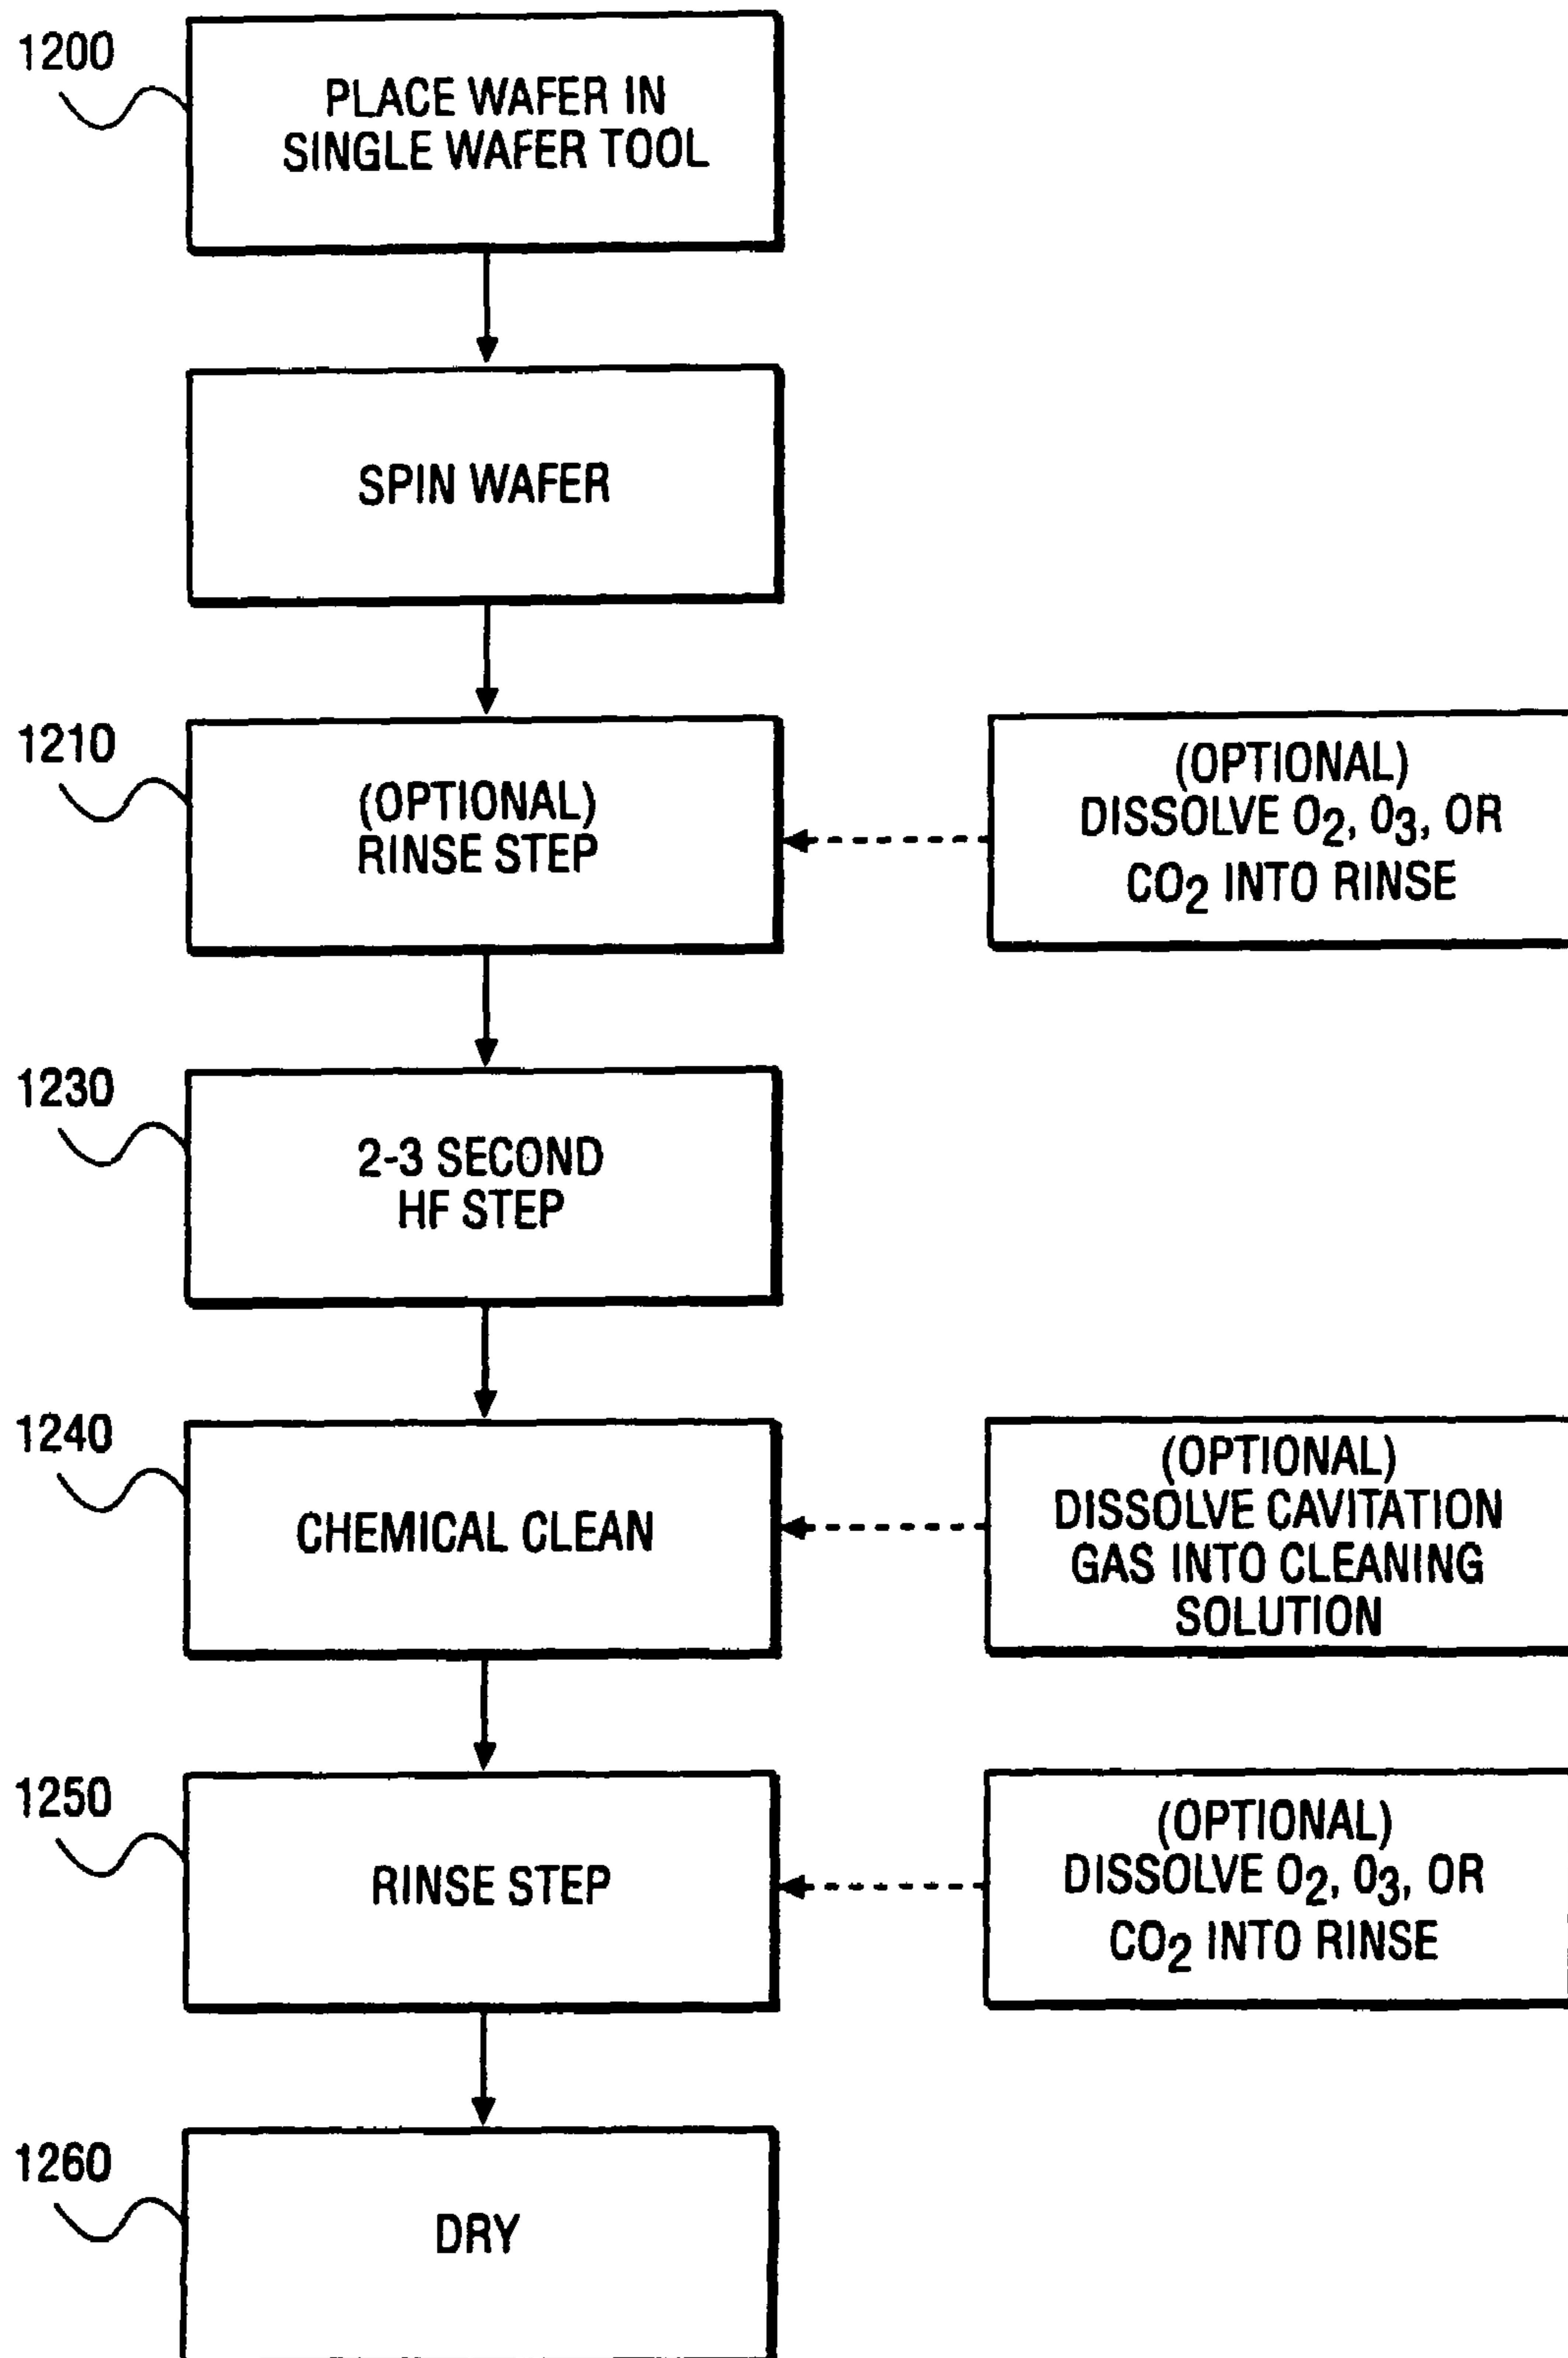 1200
PLACE WAFER IN
SINGLE WAFER TOOL
SPIN WAFER
1210
(OPTIONAL)
RINSE STEP
(OPTIONAL)
DISSOLVE O2, O3, OR
CO2 INTO RINSE
1230
2-3 SECOND
HF STEP
1240
CHEMICAL CLEAN
(OPTIONAL)
DISSOLVE CAVITATION
GAS INTO CLEANING
SOLUTION
1250
RINSE STEP
(OPTIONAL)
DISSOLVE O2, O3, OR
CO2 INTO RINSE
1260
DRY